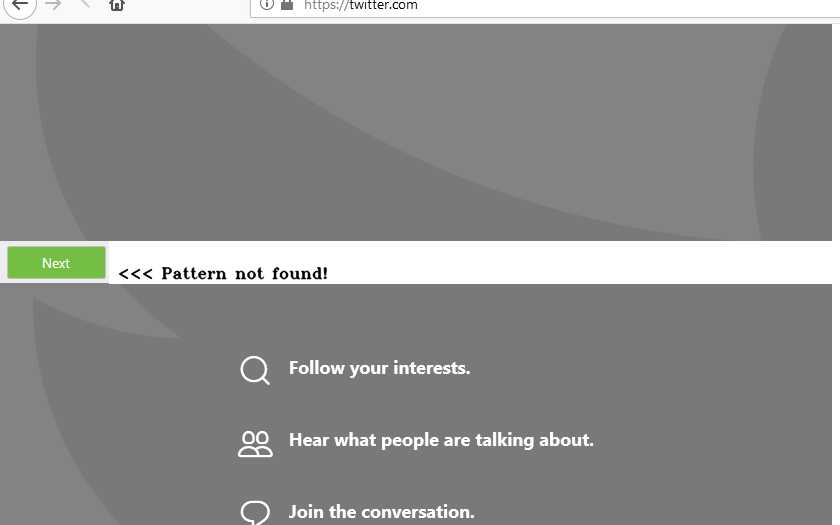 https://twitter.com
Next
<<< Pattern not found!
Follow your interests.
Hear what people are talking about.
Join the conversation.